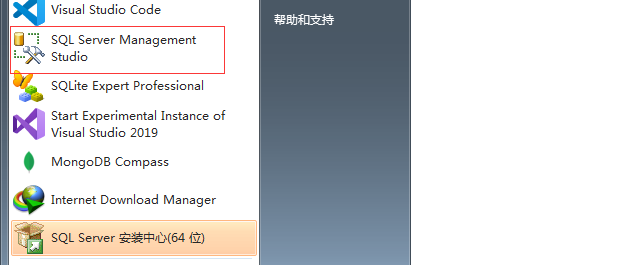 Visual Studio Code
帮助和支持
SQL Server Management
Studio
SQLite Expert Professional
Start Experimental Instance of
Visual Studio 2019
MongoDB Compass
Internet Download Manager
SQL Server 安装中心(64 位)